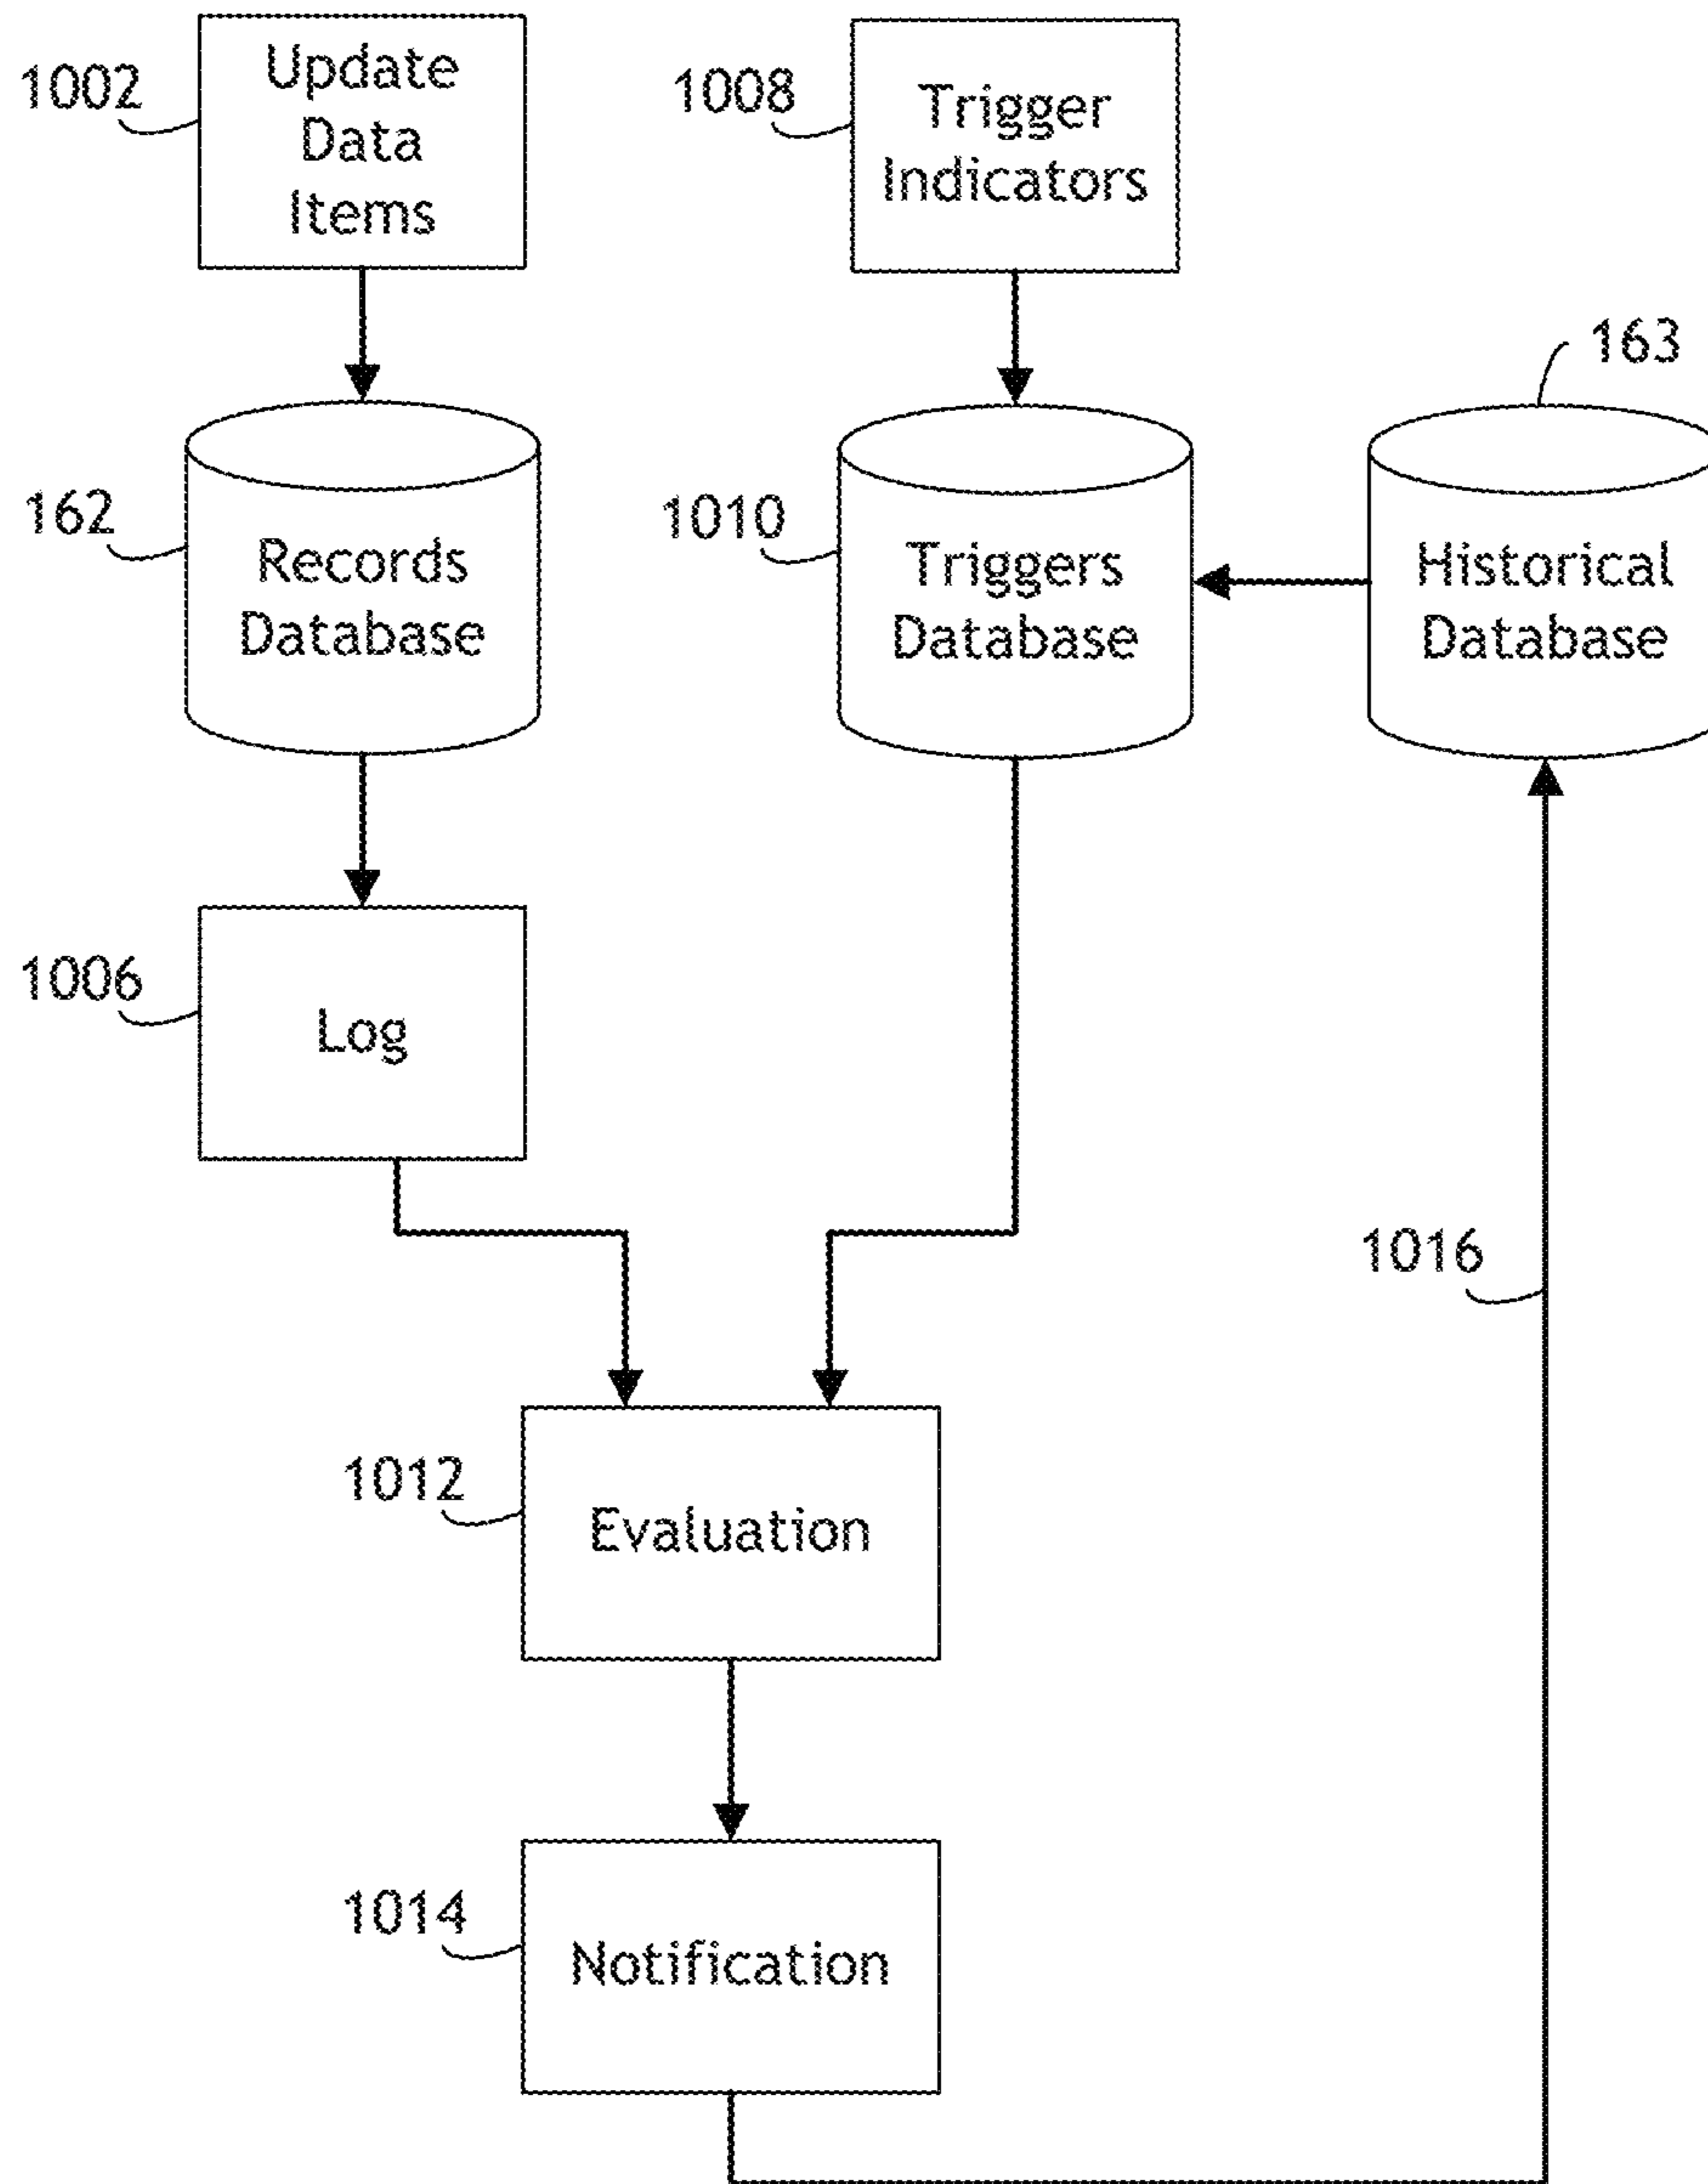 1002
Update
Data
Items
1008
Trigger
Indicators
163
162
Records
Database
1010
Triggers
Database
Historical
Database
1006
Log
1016
1012
Evaluation
1014
Notification